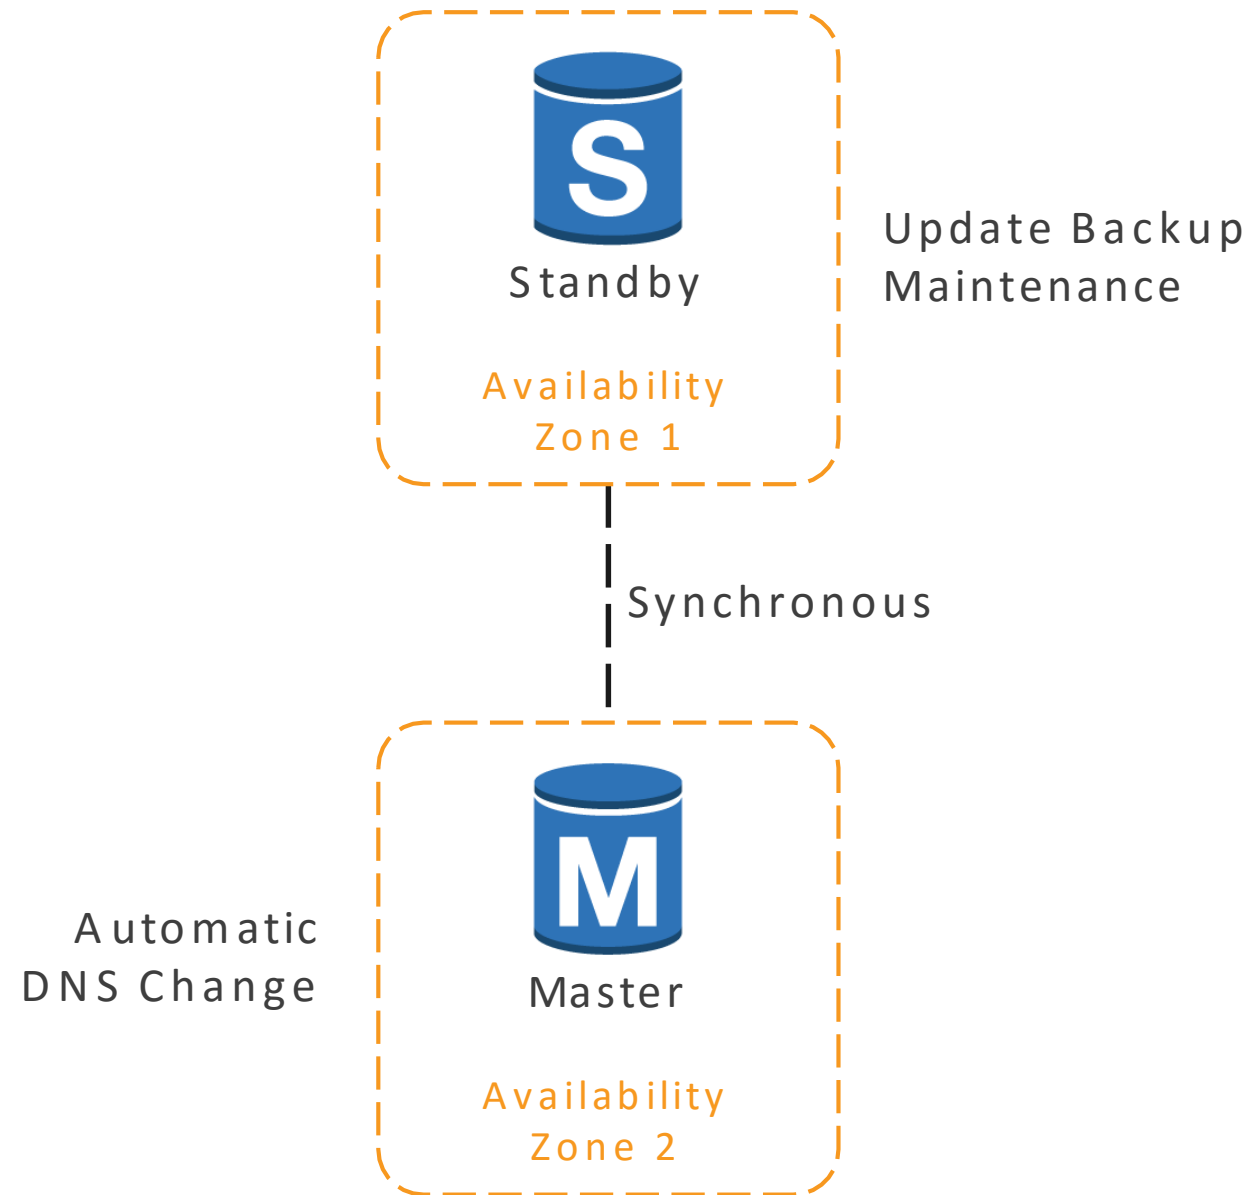 S
Standby
Availability
Zone 1
Update Backup
Maintenance
Synchronous
M
Master
Availability
Zone 2
Automatic
DNS Change